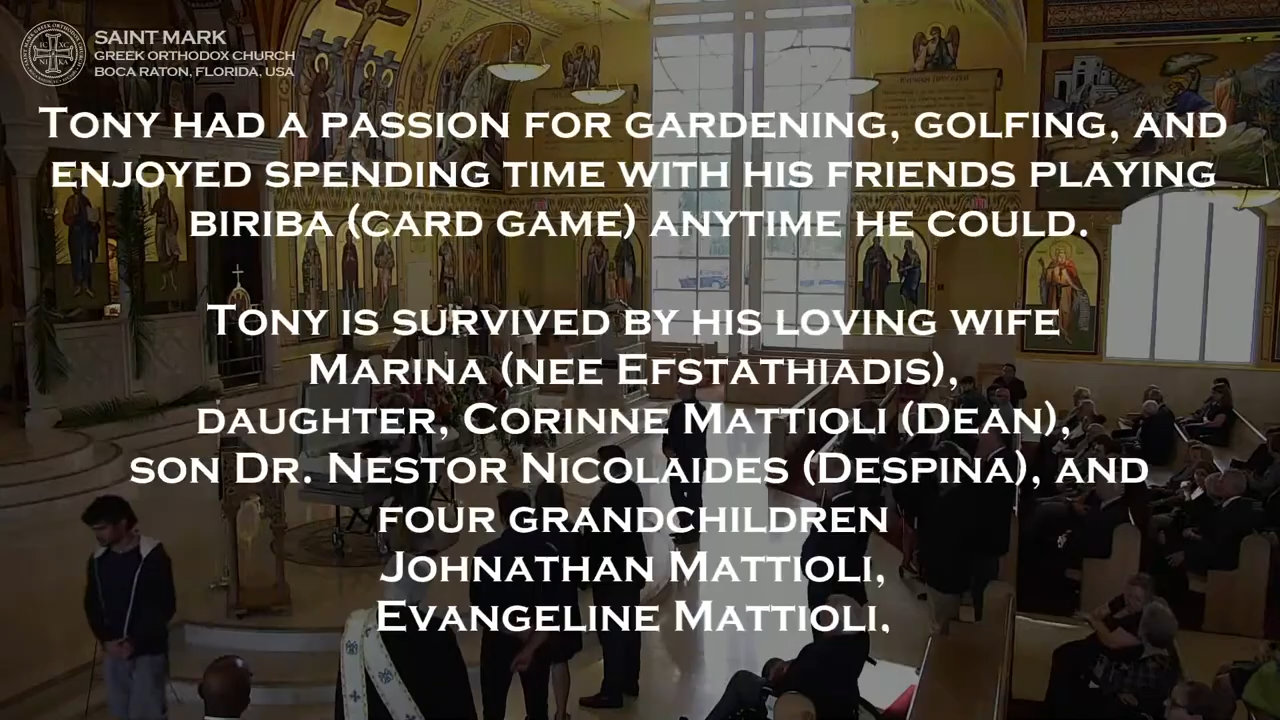 SAINT MARK
GREEK ORTHODOX CHURCH
BOCA RATON, FLORIDA, USA
TONY HAD A PASSION FOR GARDENING, GOLFING, AND
ENJOYED SPENDING TIME WITH HIS FRIENDS PLAYING
BIRIBA (CARD GAME) ANYTIME HE COULD.
TONY IS SURVIVED BY HIS LOVING WIFE
MARINA (NEE EFSTATHIADIS),
DAUGHTER, CORINNE MATTIOLI (DEAN),
SON DR. NESTOR NICOLAIDES (DESPINA), AND
FOUR GRANDCHILDREN
JOHNATHAN MATTIOLI,
EVANGELINE MATTIOLI,